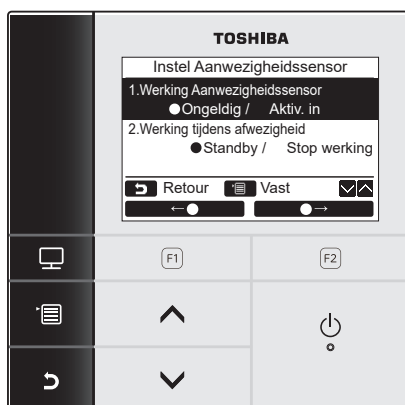 TOSHIBA
Instel Aanwezigheidssensor
1.Werking Aanwezigheidssensor
●Ongeldig / Aktiv. in
2.Werking tijdens afwezigheid
●Standby / Stop werking
Retour Vast
←● ●→
F1 F2